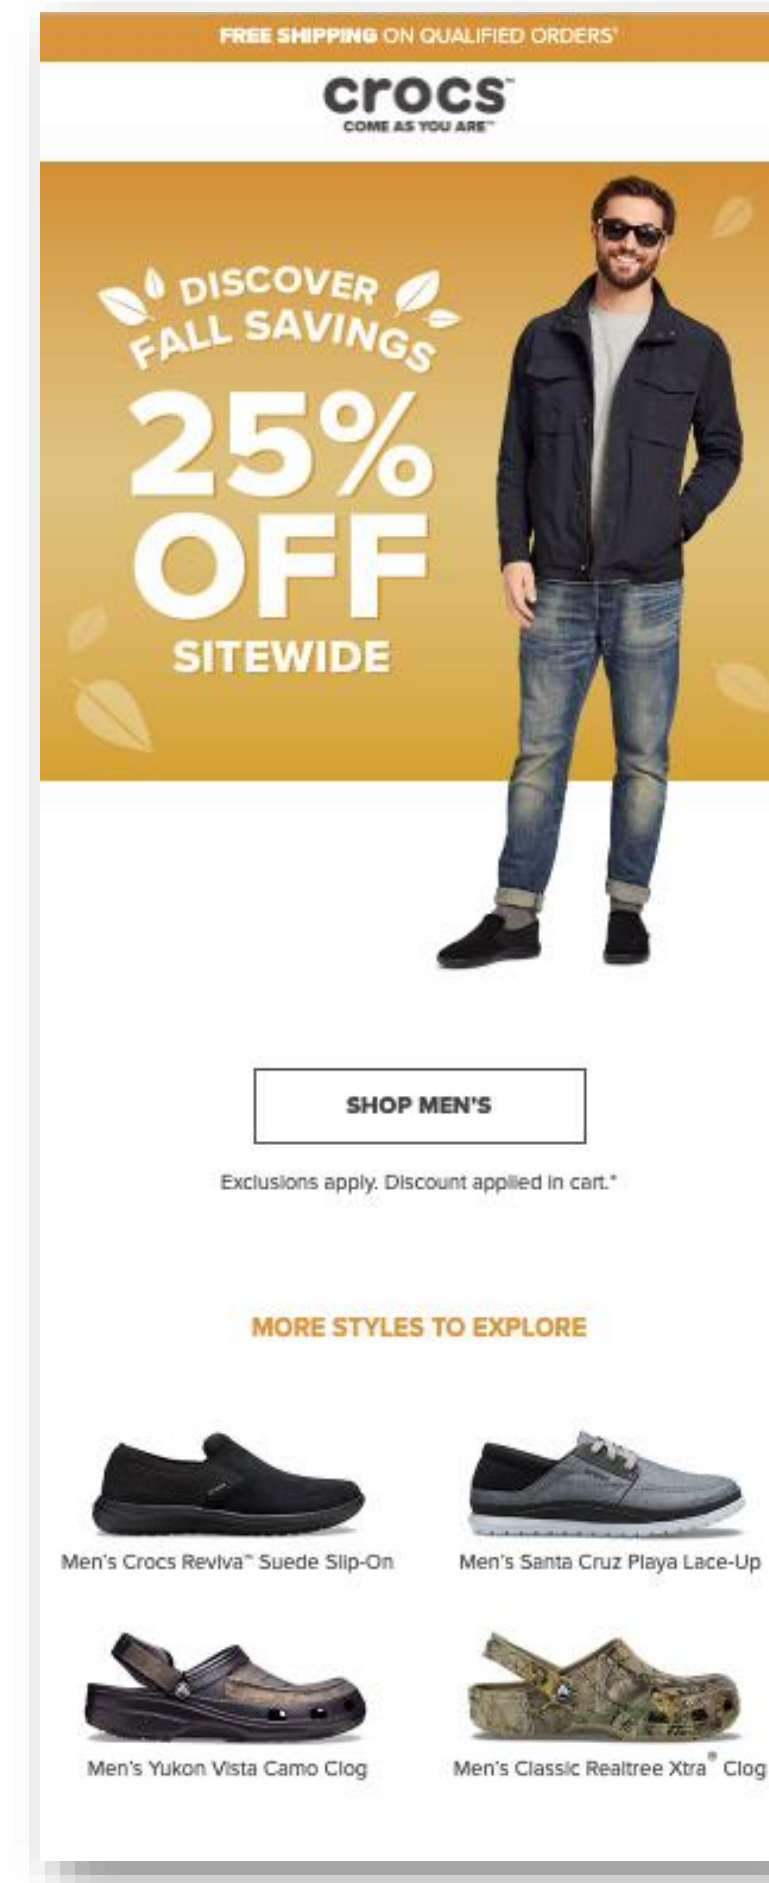 FREE SHIPPING ON QUALIFIED ORDERS*
crocs™
COME AS YOU ARE™
DISCOVER
FALL SAVINGS
25%
OFF
SITEWIDE
SHOP MEN'S
Exclusions apply. Discount applied in cart.*
MORE STYLES TO EXPLORE
Men's Crocs Reviva™ Suede Slip-On
Men's Santa Cruz Playa Lace-Up
Men's Yukon Vista Camo Clog
Men's Classic Realtree Xtra® Clog